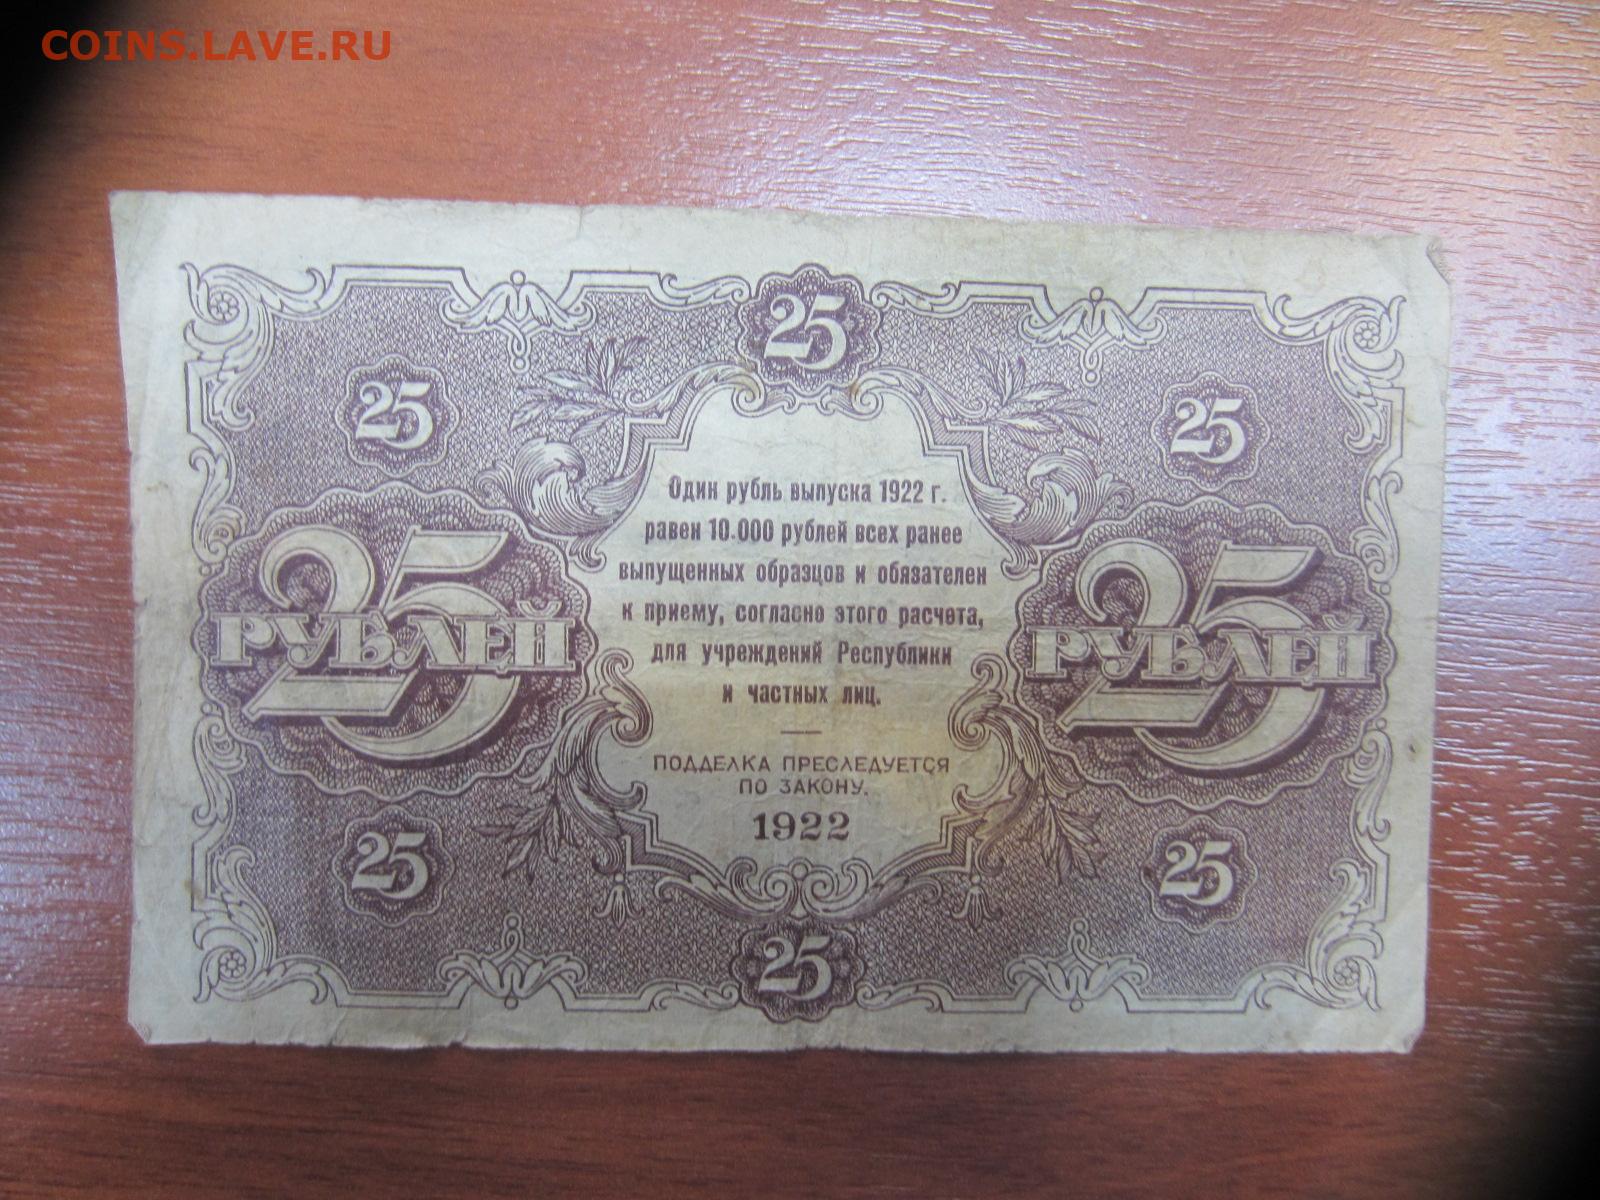 COINS.LAVE.RU
25
25
25
Один рубль выпуска 1922 г.
равен 10.000 рублей всех ранее
выпущенных образцов и обязателен
к приему, согласно этого расчета,
для учреждений Республики
и частных лиц.
25
РУБЛЕЙ
25
РУБЛЕЙ
ПОДДЕЛКА ПРЕСЛЕДУЕТСЯ
ПО ЗАКОНУ.
1922
25
25
25